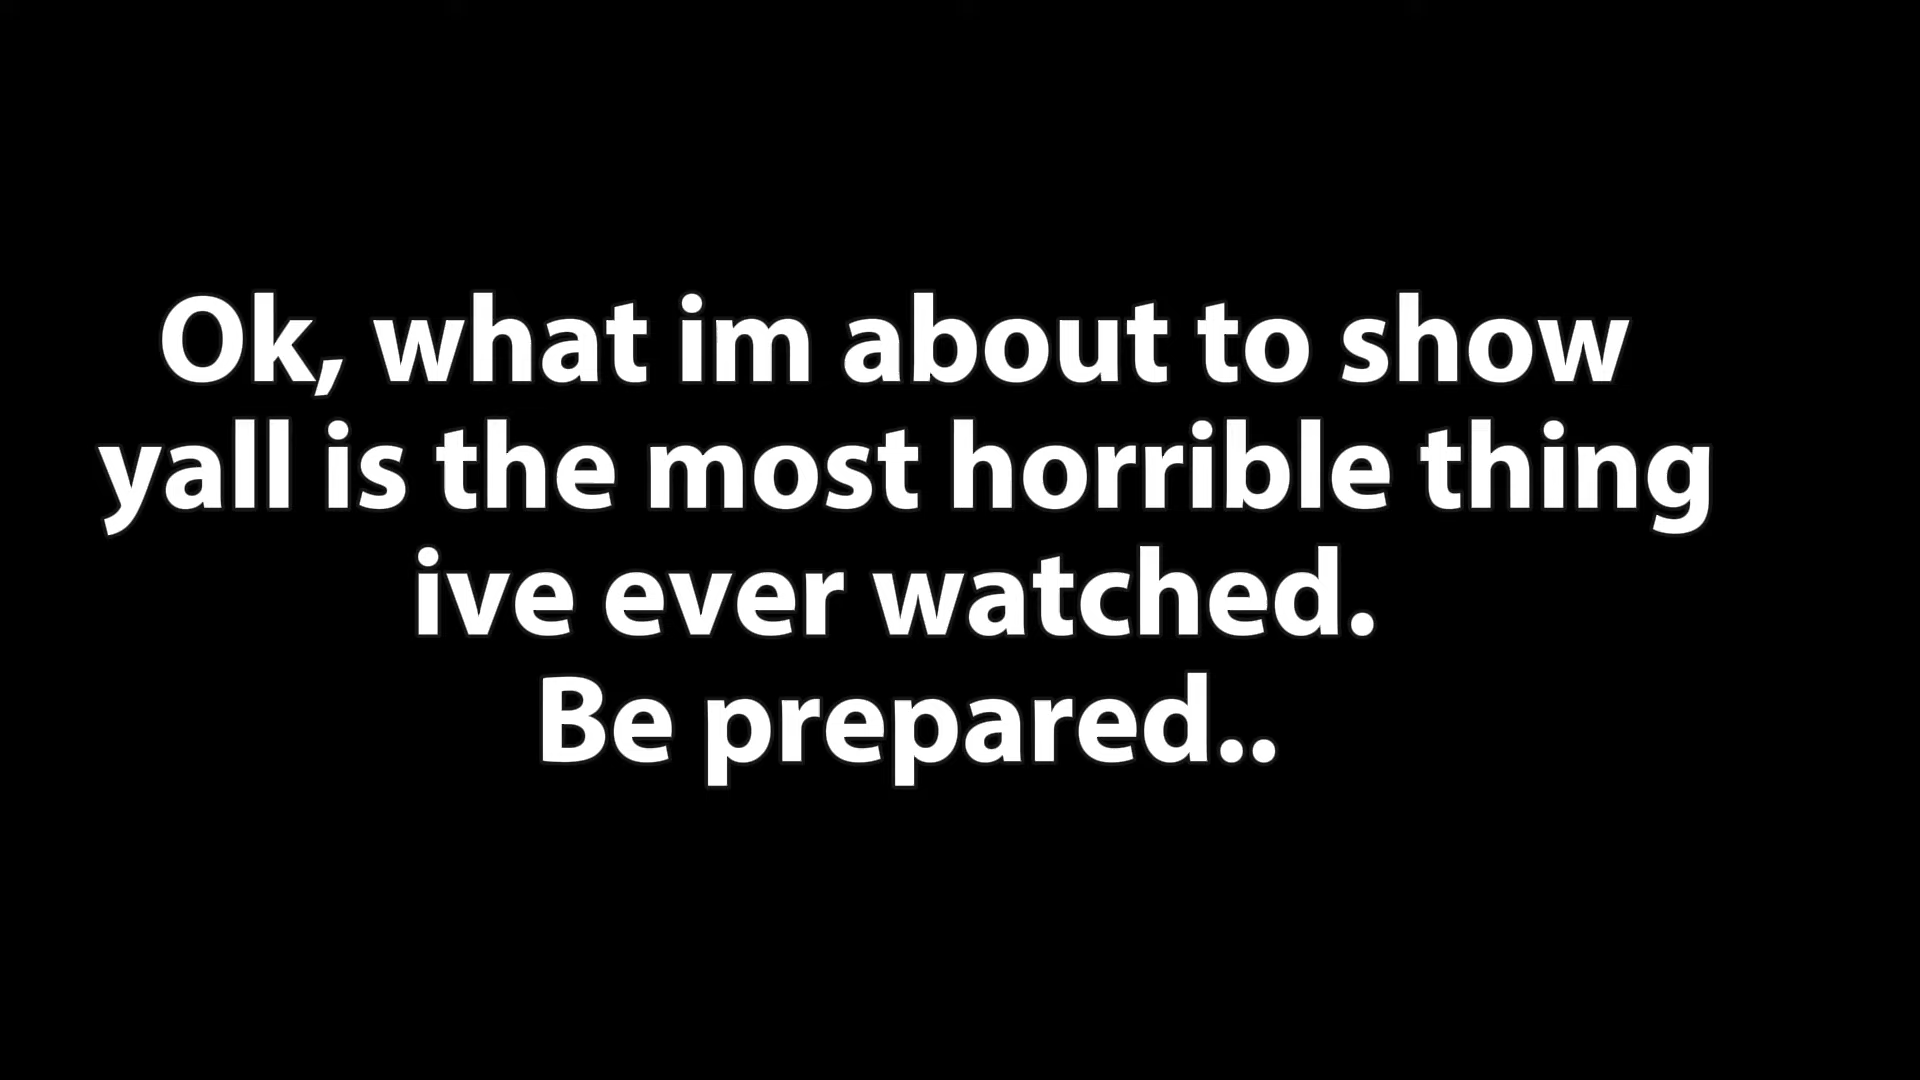 Ok, what im about to show
yall is the most horrible thing
ive ever watched.
Be prepared..